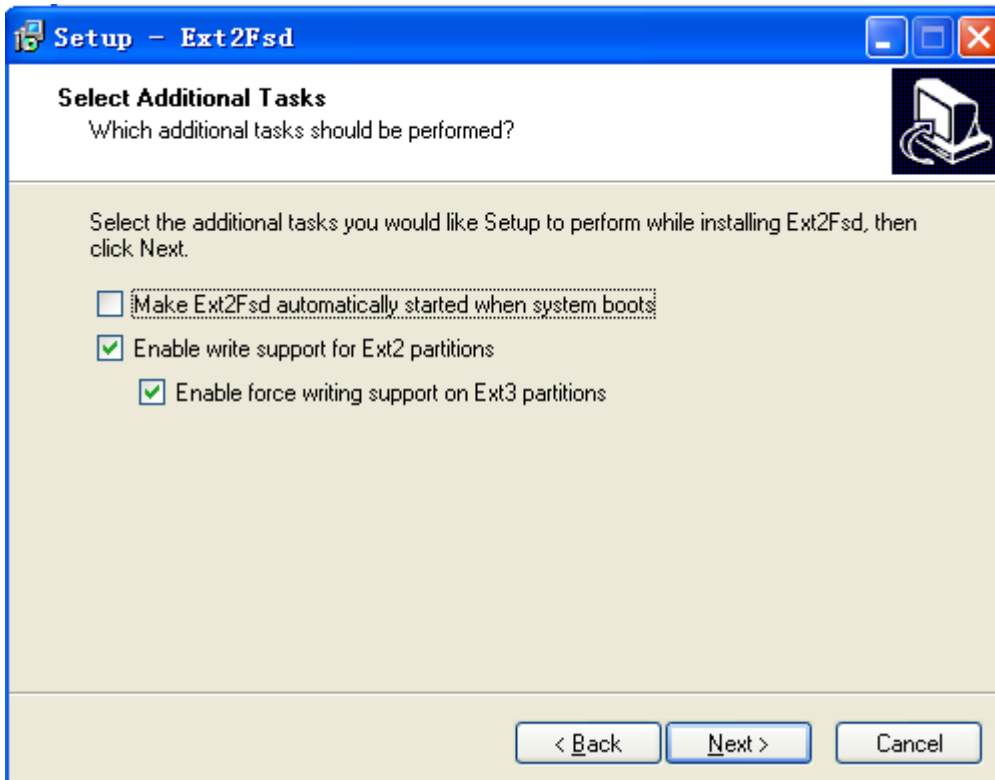 Setup - Ext2Fsd
Select Additional Tasks
Which additional tasks should be performed?
Select the additional tasks you would like Setup to perform while installing Ext2Fsd, then
click Next.
Make Ext2Fsd automatically started when system boots
Enable write support for Ext2 partitions
Enable force writing support on Ext3 partitions
< Back Next > Cancel